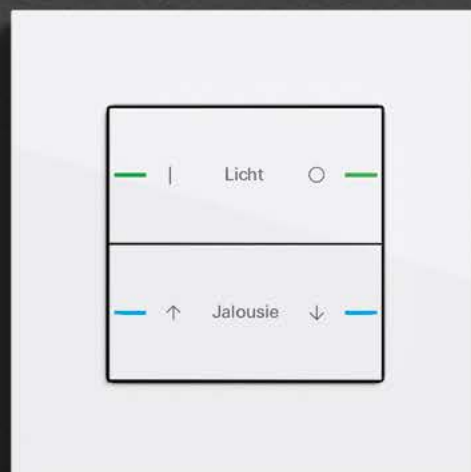 | Licht O
↑ Jalousie ↓